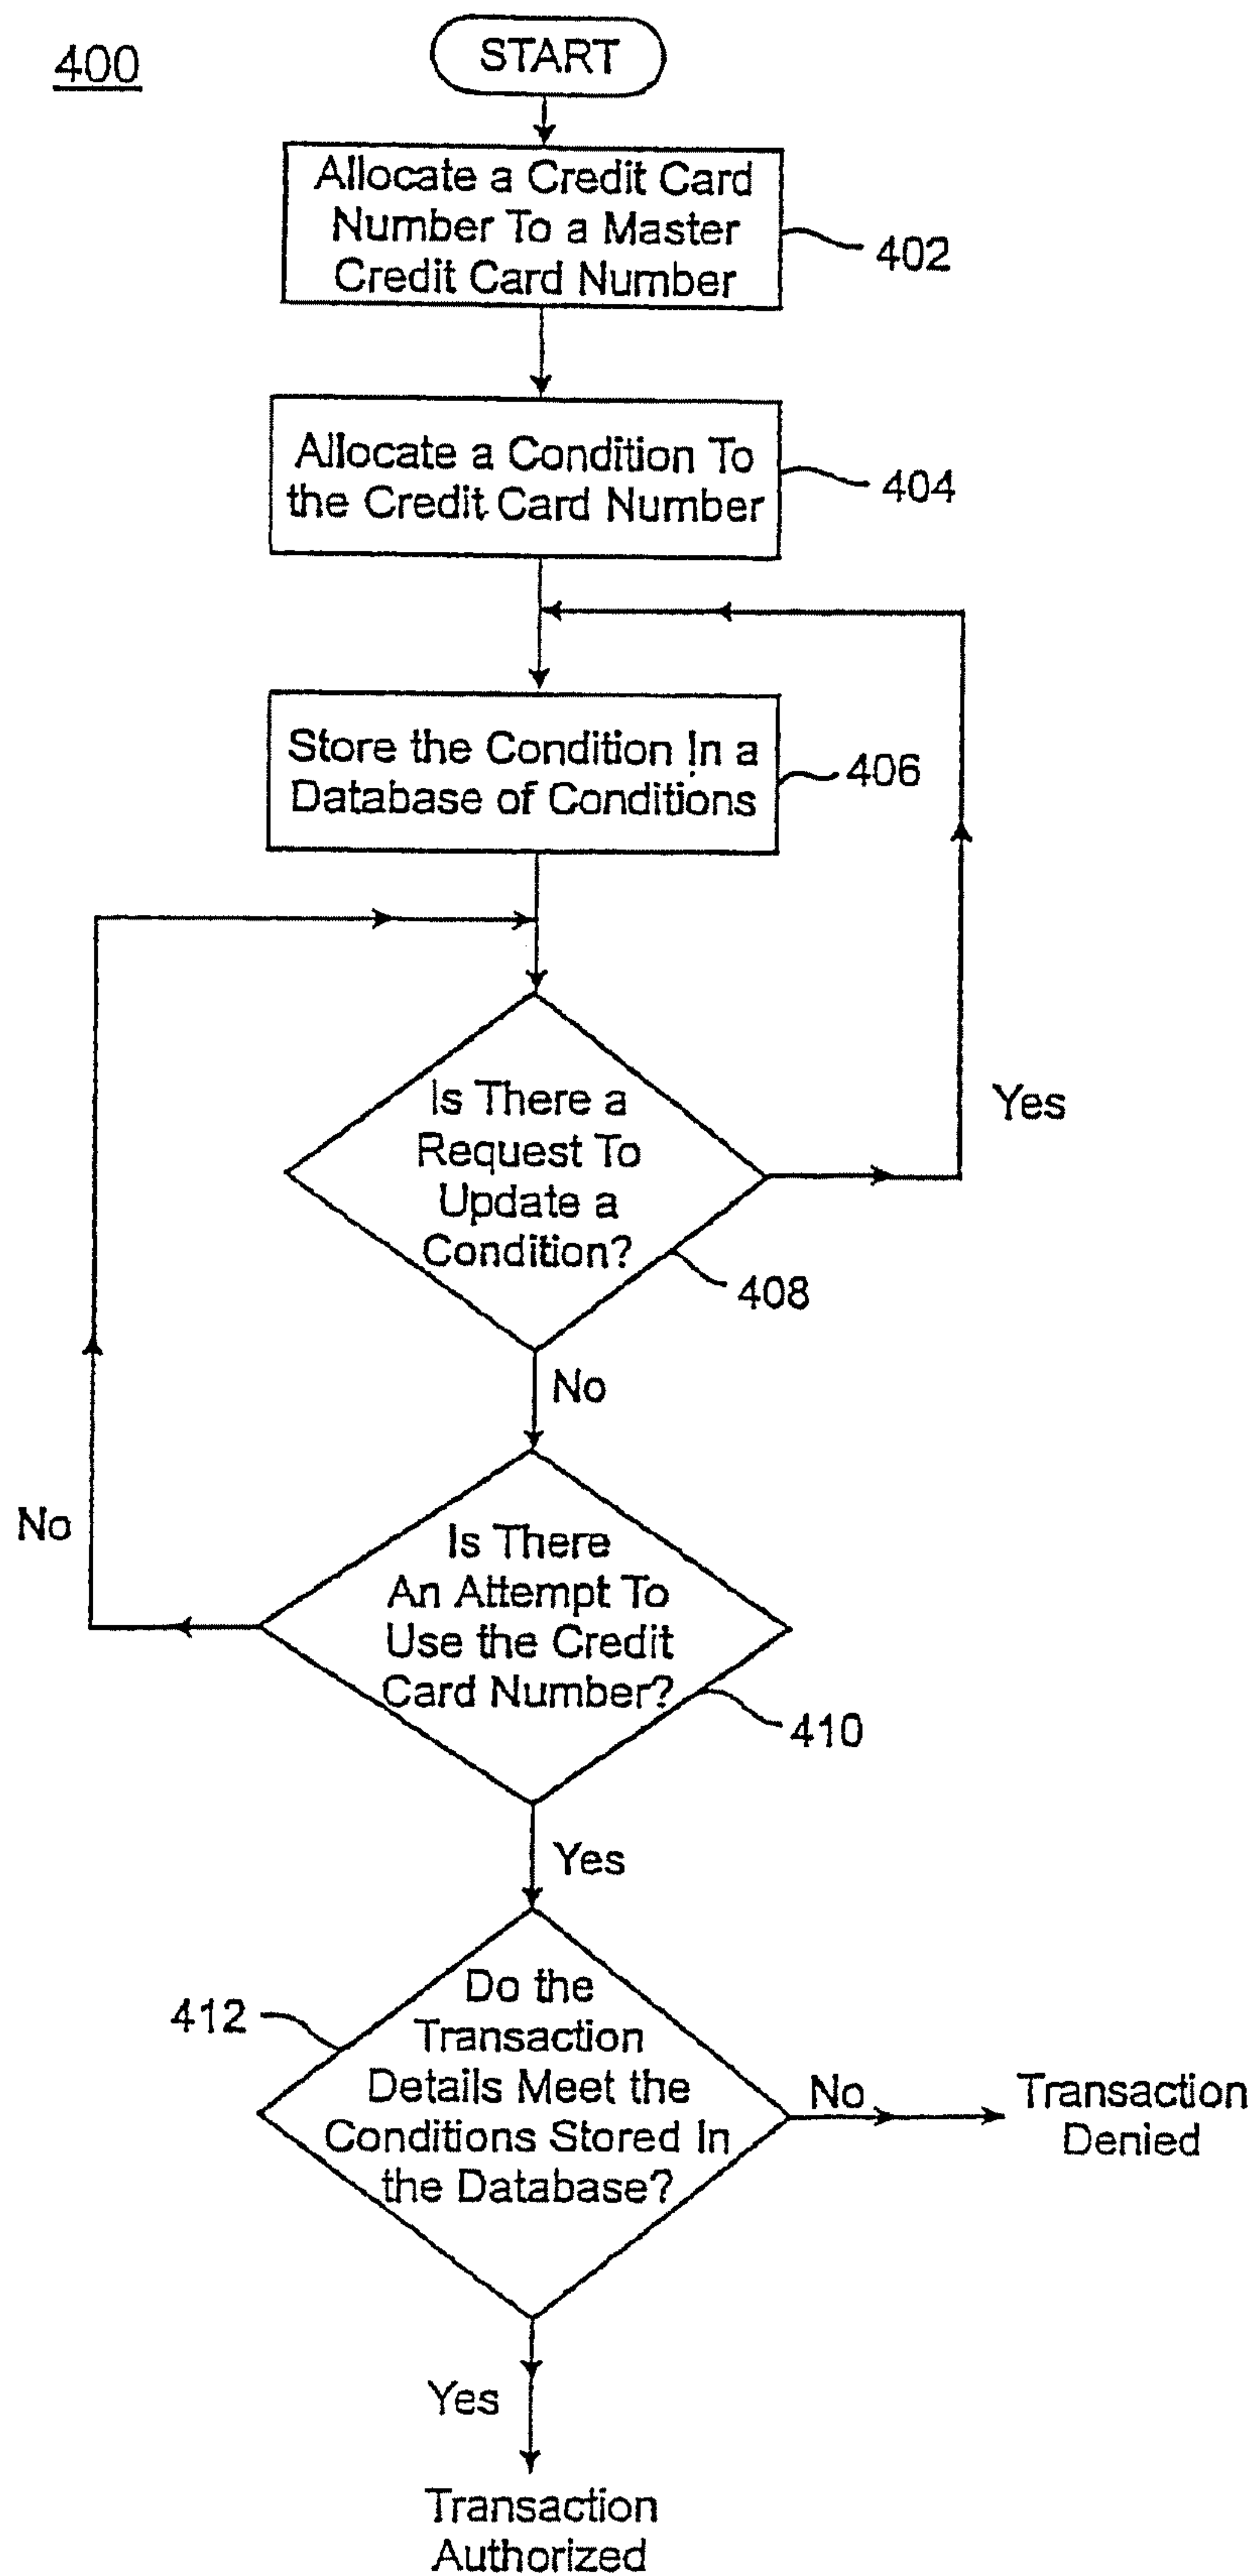 400
START
Allocate a Credit Card
Number To a Master
Credit Card Number
402
Allocate a Condition To
the Credit Card Number
404
Store the Condition In a
Database of Conditions
406
Is There a
Request To
Update a
Condition?
408
Yes
No
Is There
An Attempt To
Use the Credit
Card Number?
410
No
Yes
412
Do the
Transaction
Details Meet the
Conditions Stored In
the Database?
No
Transaction
Denied
Yes
Transaction
Authorized